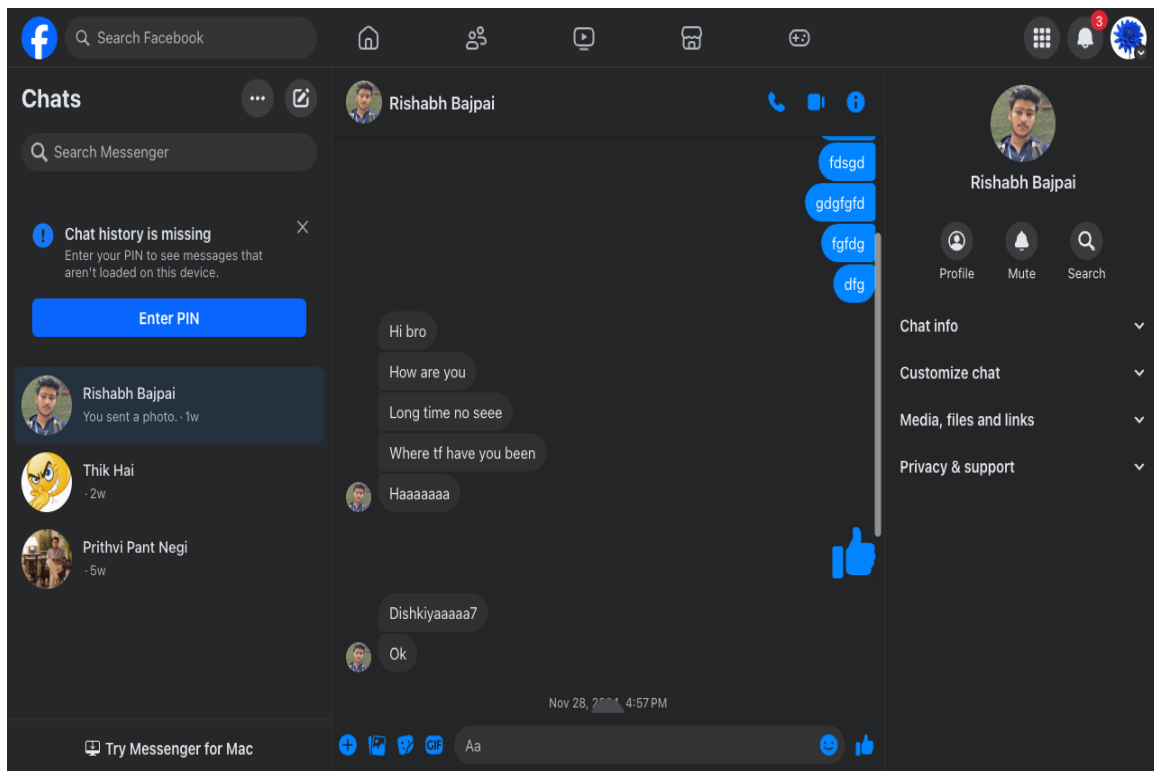 Search Facebook
3
Chats
Search Messenger
Chat history is missing
Enter your PIN to see messages that
aren't loaded on this device.
Enter PIN
Rishabh Bajpai
You sent a photo. · 1w
Thik Hai
· 2w
Prithvi Pant Negi
· 5w
Try Messenger for Mac
Rishabh Bajpai
fdsgd
gdgfgfd
fgfdg
dfg
Hi bro
How are you
Long time no seee
Where tf have you been
Haaaaaaa
Dishkiyaaaaa7
Ok
Nov 28, 4:57 PM
GIF
Aa
Rishabh Bajpai
Profile
Mute
Search
Chat info
Customize chat
Media, files and links
Privacy & support